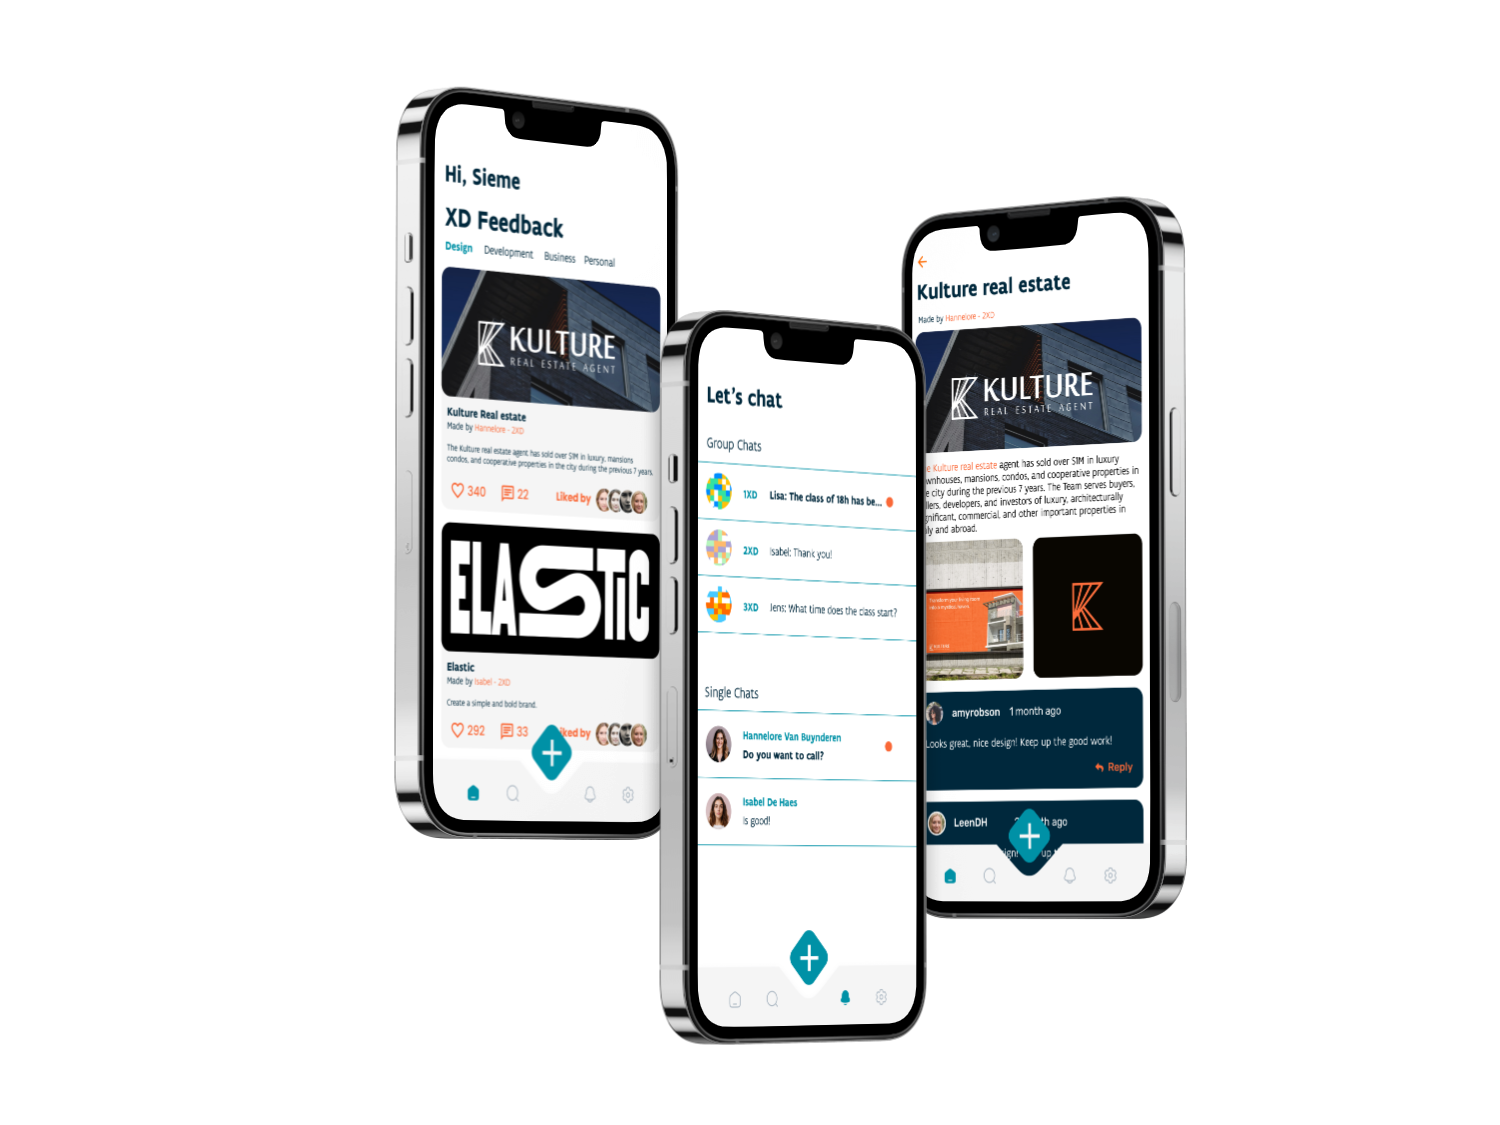 Hi, Sieme
XD Feedback
Design Development Business Personal
KULTURE
REAL ESTATE AGENT
Kulture Real estate
Made by Hannelore - 2XD
The Kulture real estate agent has sold over $1M in luxury, mansions
condos, and cooperative properties in the city during the previous 7 years.
340 22 Liked by
ELASTIC
Elastic
Made by Isabel - 2XD
Create a simple and bold brand.
292 33 ked by
Let's chat
Group Chats
1XD Lisa: The class of 18h has be...
2XD Isabel: Thank you!
3XD Jens: What time does the class start?
Single Chats
Hannelore Van Buynderen
Do you want to call?
Isabel De Haes
Is good!
Kulture real estate
Made by Hannelore - 2XD
KULTURE
REAL ESTATE AGENT
e Kulture real estate agent has sold over $1M in luxury
wnhouses, mansions, condos, and cooperative properties in
e city during the previous 7 years. The Team serves buyers,
llers, developers, and investors of luxury, architecturally
gnificant, commercial, and other important properties in
ly and abroad.
amyrobson 1 month ago
Looks great, nice design! Keep up the good work!
Reply
LeenDH 2 th ago
ign! up